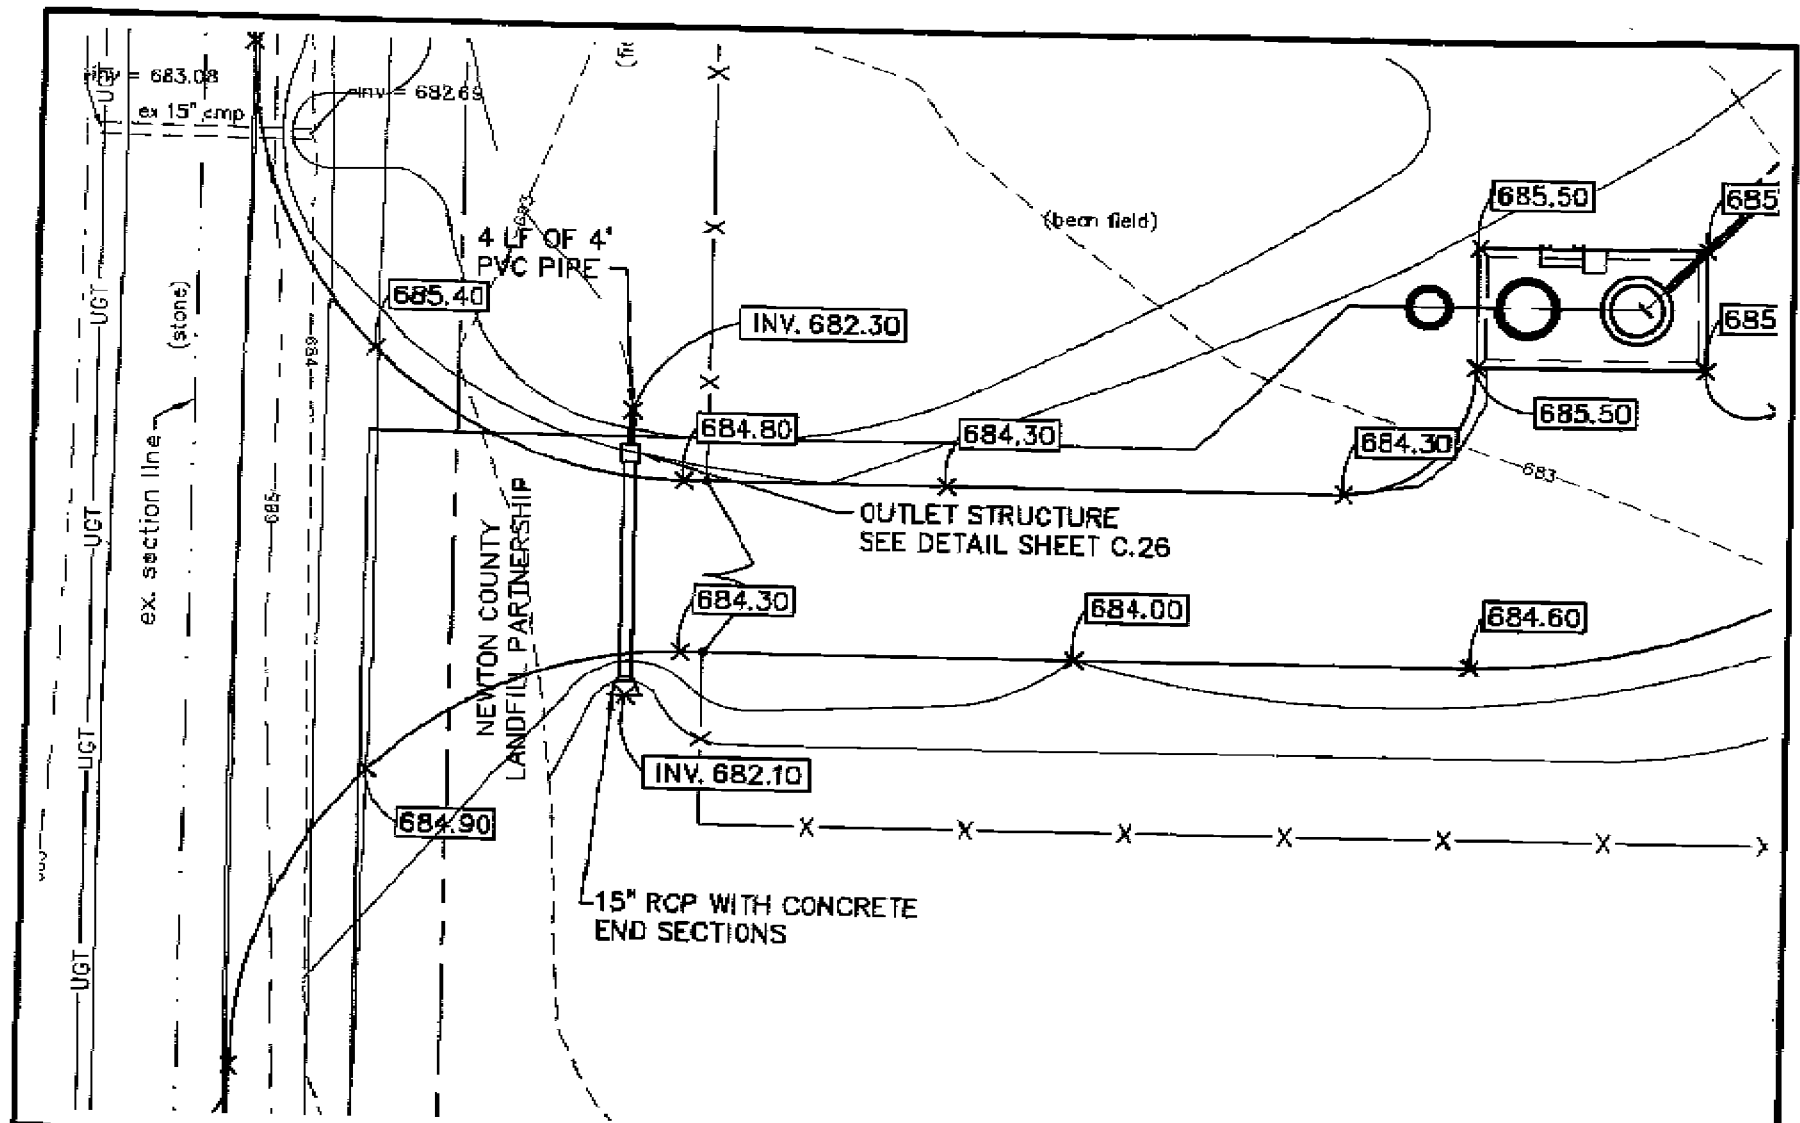 = 683.08
ex 15" cmp
inv = 682.69
UGT
(stone)
ex. section line
UGT
UGT
UGT
UGT
684
685
683
4 LF OF 4"
PVC PIPE
685.40
INV. 682.30
(bean field)
685.50
685
685
685.50
684.80
684.30
684.30
683
OUTLET STRUCTURE
SEE DETAIL SHEET C.26
NEWTON COUNTY
LANDFILL PARTNERSHIP
684.30
684.00
684.60
INV. 682.10
684.90
15" RCP WITH CONCRETE
END SECTIONS